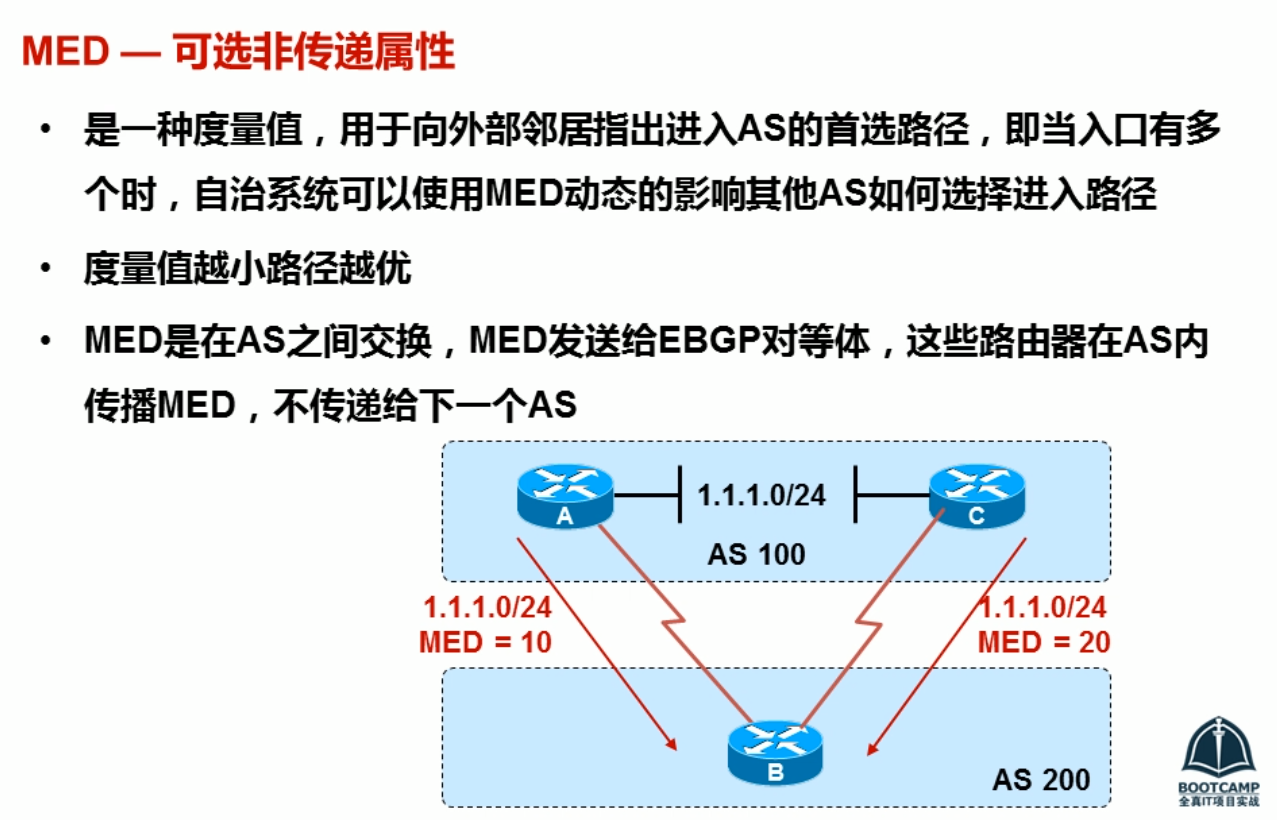 MED — 可选非传递属性
• 是一种度量值，用于向外部邻居指出进入AS的首选路径，即当入口有多
个时，自治系统可以使用MED动态的影响其他AS如何选择进入路径
• 度量值越小路径越优
• MED是在AS之间交换，MED发送给EBGP对等体，这些路由器在AS内
传播MED，不传递给下一个AS
A
1.1.1.0/24
C
AS 100
1.1.1.0/24
MED = 10
1.1.1.0/24
MED = 20
B
AS 200
BOOTCAMP
全真IT项目实战